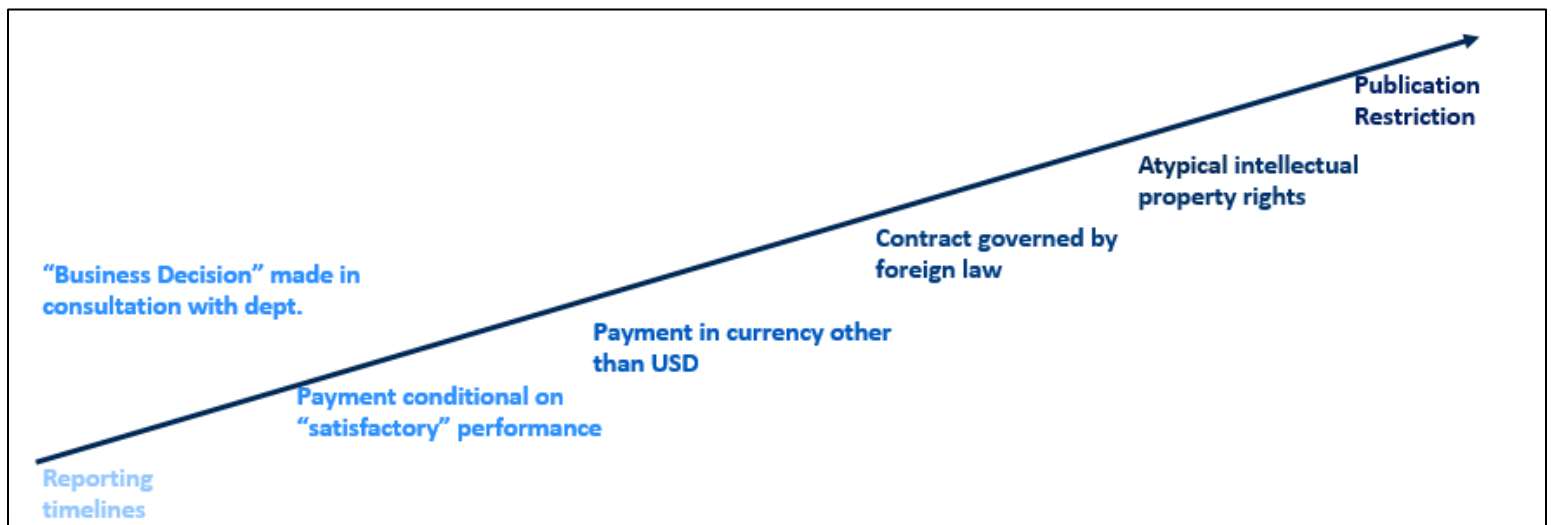 Publication
Restriction
Atypical intellectual
property rights
Contract governed by
foreign law
“Business Decision” made in
consultation with dept.
Payment in currency other
than USD
Payment conditional on
“satisfactory” performance
Reporting
timelines